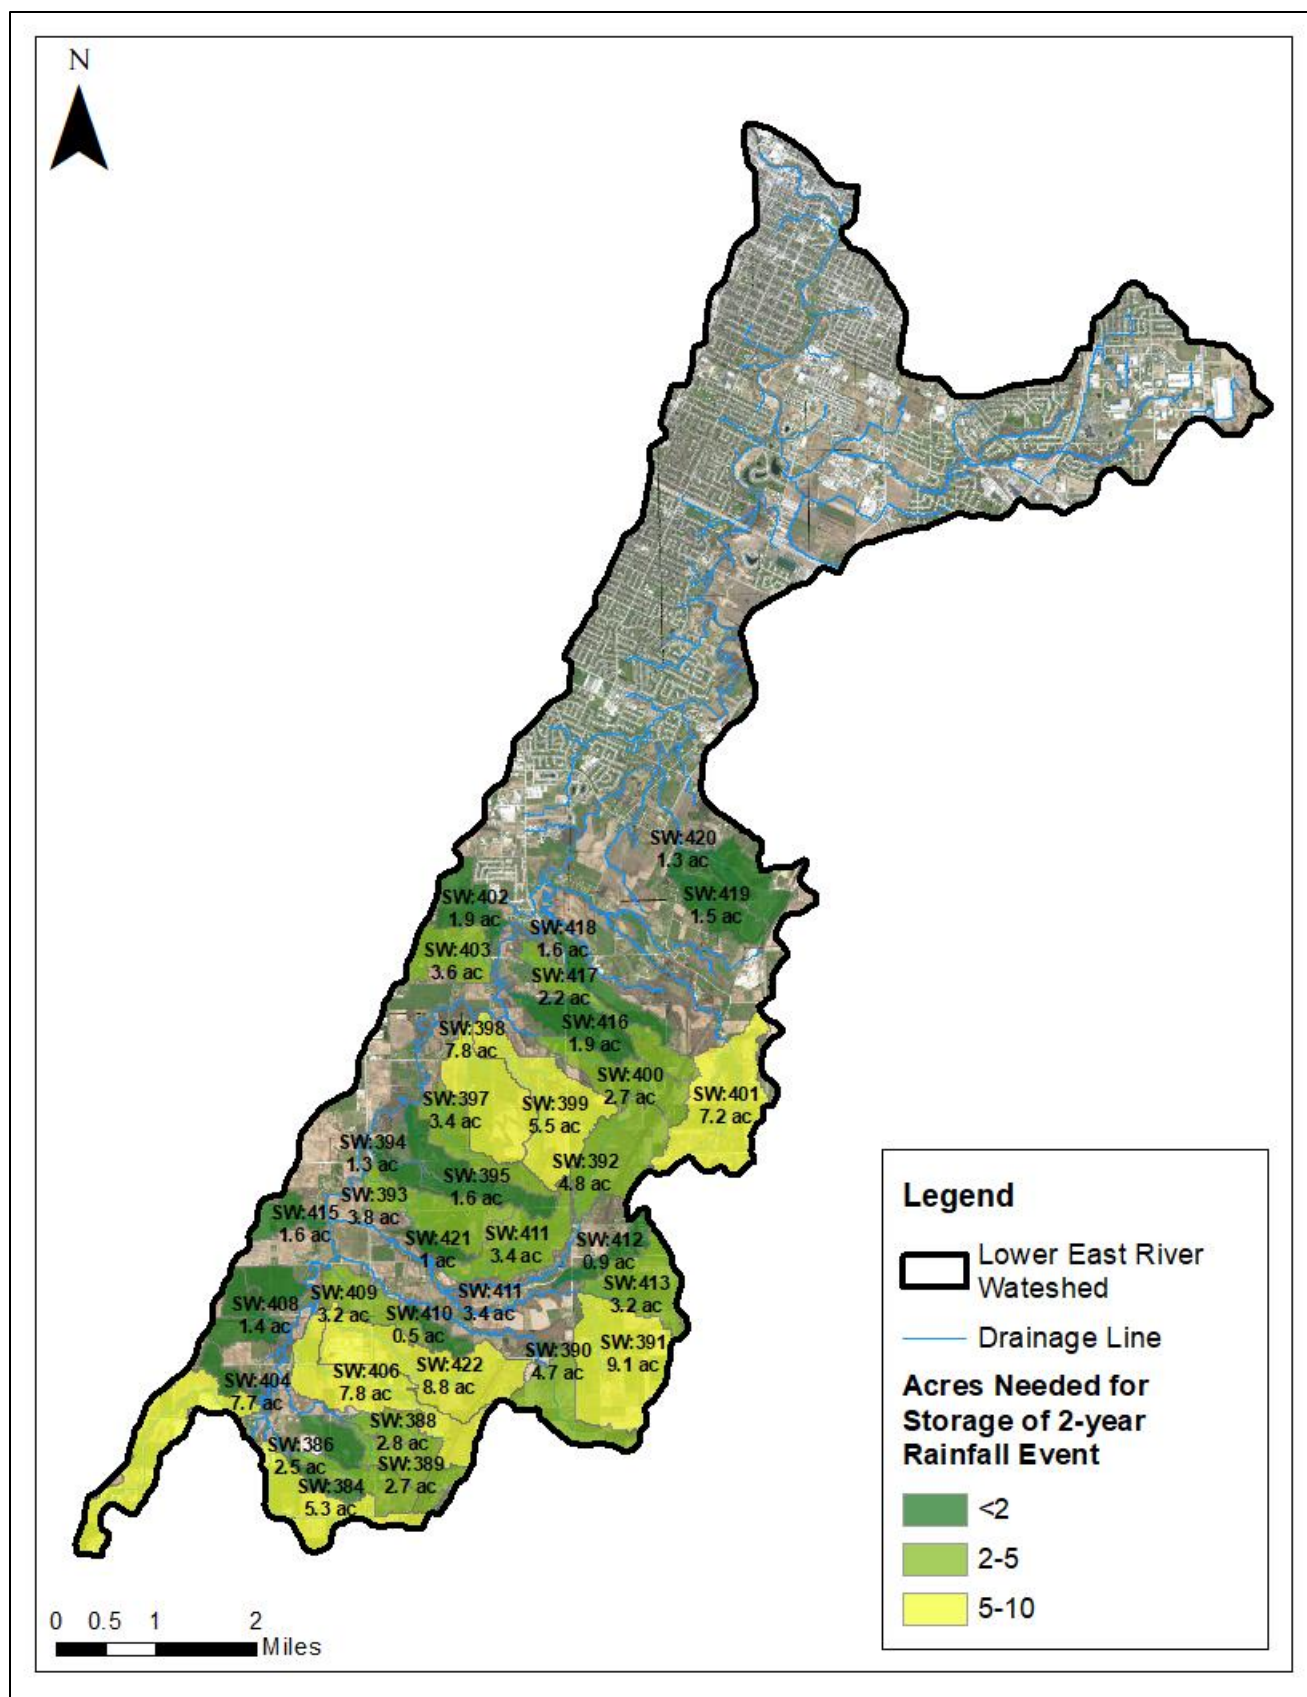 N
SW:420
1.3 ac
SW:402
1.9 ac
SW:419
1.5 ac
SW:418
1.6 ac
SW:403
3.6 ac
SW:417
2.2 ac
SW:398
7.8 ac
SW:416
1.9 ac
SW:400
2.7 ac
SW:401
7.2 ac
SW:397
3.4 ac
SW:399
5.5 ac
SW:394
1.3 ac
SW:392
4.8 ac
SW:395
1.6 ac
SW:393
3.8 ac
SW:415
1.6 ac
SW:421
1 ac
SW:411
3.4 ac
SW:412
0.9 ac
SW:413
3.2 ac
SW:409
3.2 ac
SW:411
3.4 ac
SW:408
1.4 ac
SW:410
0.5 ac
SW:390
4.7 ac
SW:391
9.1 ac
SW:406
7.8 ac
SW:422
8.8 ac
SW:404
7.7 ac
SW:388
2.8 ac
SW:386
2.5 ac
SW:389
2.7 ac
SW:384
5.3 ac
Legend
Lower East River
Wateshed
Drainage Line
Acres Needed for
Storage of 2-year
Rainfall Event
<2
2-5
5-10
0 0.5 1 2
Miles